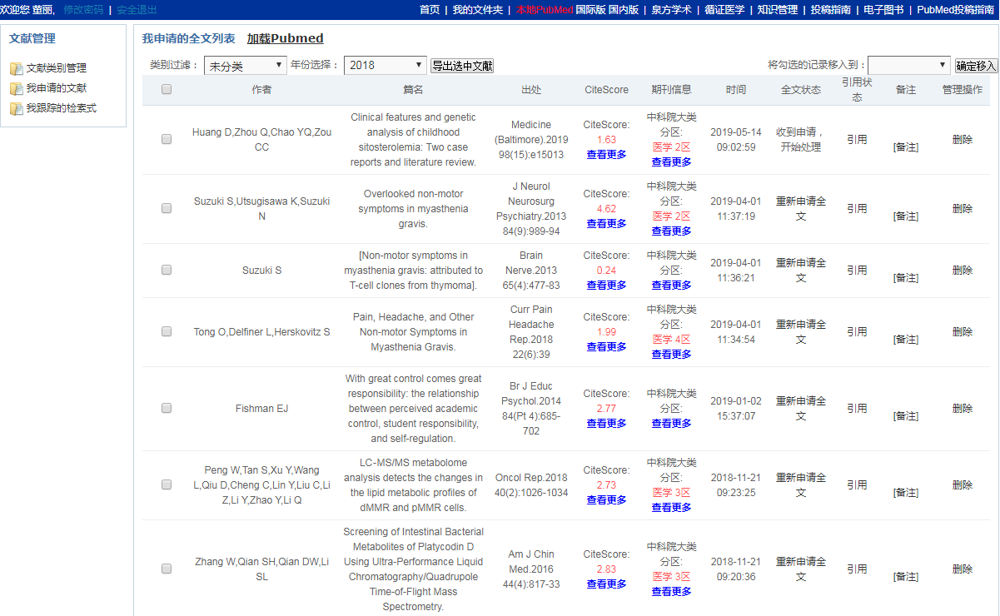 欢迎您 董丽, 修改密码 | 安全退出
首页 | 我的文件夹 | 本地PubMed 国际版 国内版 | 泉方学术 | 循证医学 | 知识管理 | 投稿指南 | 电子图书 | PubMed投稿指南
文献管理
文献类别管理
我申请的文献
我跟踪的检索式
我申请的全文列表 加载Pubmed
类别过滤： 未分类 年份选择： 2018 导出选中文献 将勾选的记录移入到： 确定移入
作者 篇名 出处 CiteScore 期刊信息 时间 全文状态 引用状态 备注 管理操作
Huang D,Zhou Q,Chao YQ,Zou
CC
Clinical features and genetic
analysis of childhood
sitosterolemia: Two case
reports and literature review.
Medicine
(Baltimore).2019
98(15):e15013
CiteScore:
1.63
查看更多
中科院大类
分区:
医学 2区
查看更多
2019-05-14
09:02:59
收到申请，
开始处理
引用
[备注]
删除
Suzuki S,Utsugisawa K,Suzuki
N
Overlooked non-motor
symptoms in myasthenia
gravis.
J Neurol
Neurosurg
Psychiatry.2013
84(9):989-94
CiteScore:
4.62
查看更多
中科院大类
分区:
医学 2区
查看更多
2019-04-01
11:37:19
重新申请全
文
引用
[备注]
删除
Suzuki S
[Non-motor symptoms in
myasthenia gravis: attributed to
T-cell clones from thymoma].
Brain
Nerve.2013
65(4):477-83
CiteScore:
0.24
查看更多
中科院大类
分区:
查看更多
2019-04-01
11:36:21
重新申请全
文
引用
[备注]
删除
Tong O,Delfiner L,Herskovitz S
Pain, Headache, and Other
Non-motor Symptoms in
Myasthenia Gravis.
Curr Pain
Headache
Rep.2018
22(6):39
CiteScore:
1.99
查看更多
中科院大类
分区:
医学 4区
查看更多
2019-04-01
11:34:54
重新申请全
文
引用
[备注]
删除
Fishman EJ
With great control comes great
responsibility: the relationship
between perceived academic
control, student responsibility,
and self-regulation.
Br J Educ
Psychol.2014
84(Pt 4):685-
702
CiteScore:
2.77
查看更多
中科院大类
分区:
查看更多
2019-01-02
15:37:07
重新申请全
文
引用
[备注]
删除
Peng W,Tan S,Xu Y,Wang
L,Qiu D,Cheng C,Lin Y,Liu C,Li
Z,Li Y,Zhao Y,Li Q
LC-MS/MS metabolome
analysis detects the changes in
the lipid metabolic profiles of
dMMR and pMMR cells.
Oncol Rep.2018
40(2):1026-1034
CiteScore:
2.73
查看更多
中科院大类
分区:
医学 3区
查看更多
2018-11-21
09:23:25
重新申请全
文
引用
[备注]
删除
Zhang W,Qian SH,Qian DW,Li
SL
Screening of Intestinal Bacterial
Metabolites of Platycodin D
Using Ultra-Performance Liquid
Chromatography/Quadrupole
Time-of-Flight Mass
Spectrometry.
Am J Chin
Med.2016
44(4):817-33
CiteScore:
2.83
查看更多
中科院大类
分区:
医学 3区
查看更多
2018-11-21
09:20:36
重新申请全
文
引用
[备注]
删除